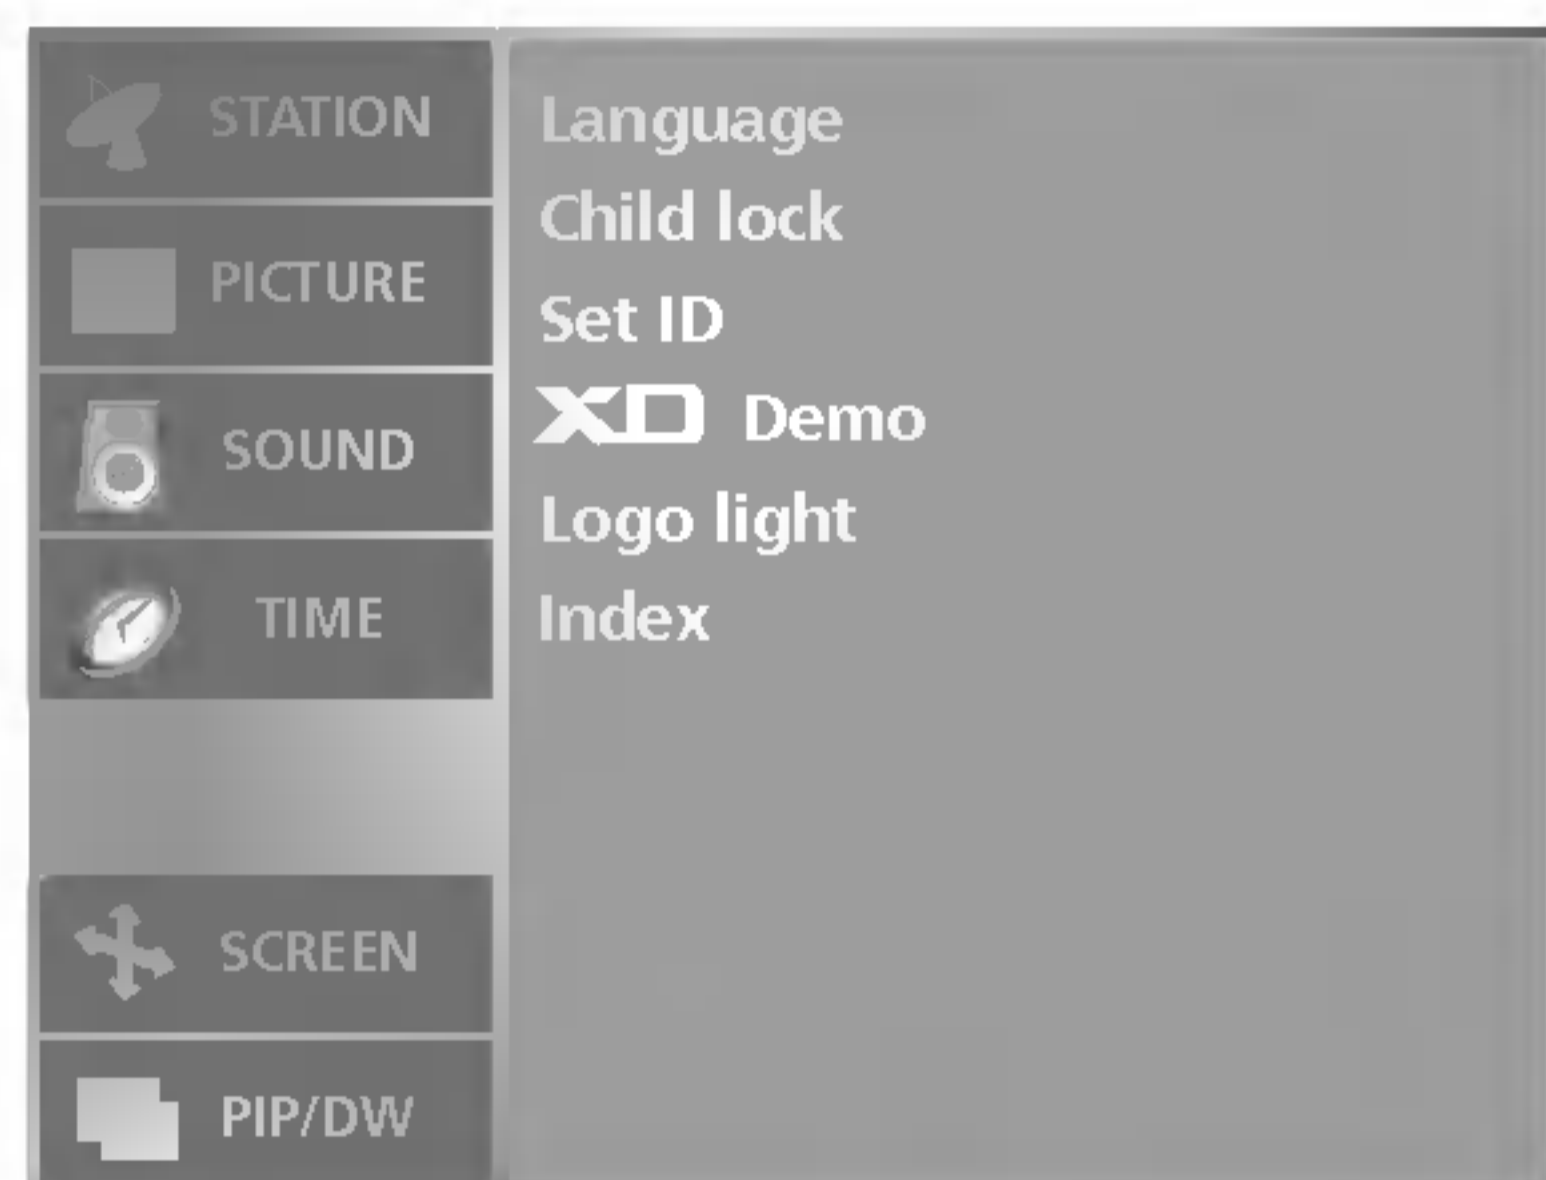 STATION
PICTURE
SOUND
TIME
SCREEN
PIP/DW
Language
Child lock
Set ID
XD Demo
Logo light
Index